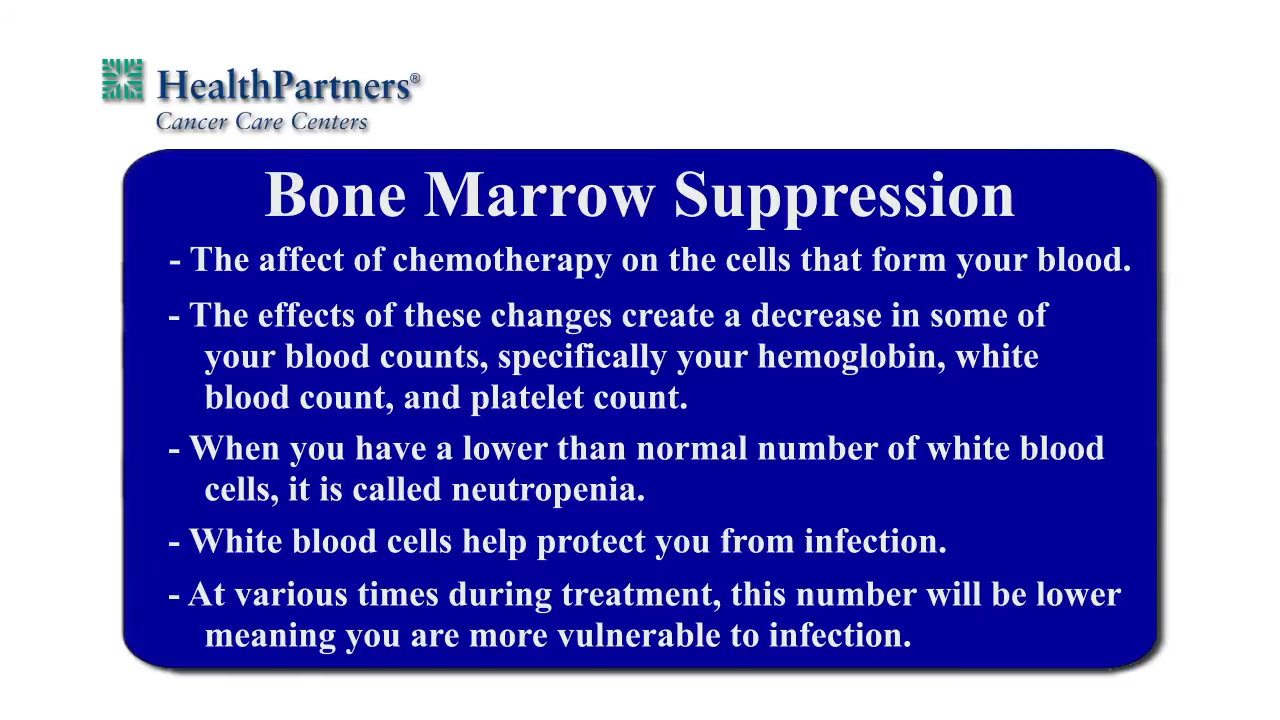 HealthPartners®
Cancer Care Centers
Bone Marrow Suppression
- The affect of chemotherapy on the cells that form your blood.
- The effects of these changes create a decrease in some of
your blood counts, specifically your hemoglobin, white
blood count, and platelet count.
- When you have a lower than normal number of white blood
cells, it is called neutropenia.
- White blood cells help protect you from infection.
- At various times during treatment, this number will be lower
meaning you are more vulnerable to infection.